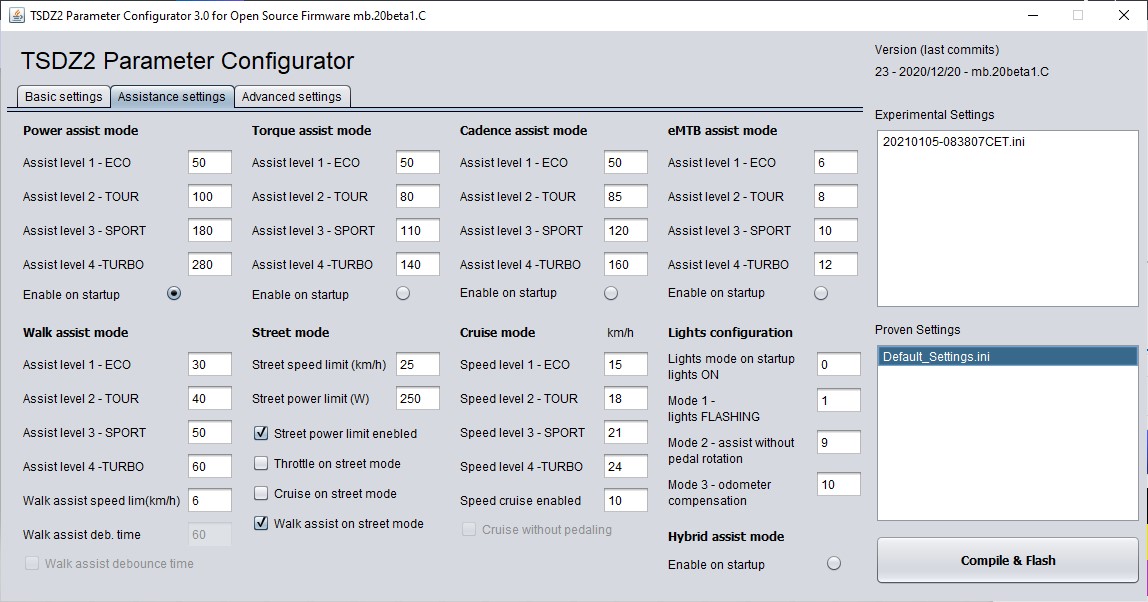 TSDZ2 Parameter Configurator 3.0 for Open Source Firmware mb.20beta1.C
TSDZ2 Parameter Configurator
Basic settings
Assistance settings
Advanced settings
Power assist mode
Assist level 1 - ECO 50
Assist level 2 - TOUR 100
Assist level 3 - SPORT 180
Assist level 4 -TURBO 280
Enable on startup
Torque assist mode
Assist level 1 - ECO 50
Assist level 2 - TOUR 80
Assist level 3 - SPORT 110
Assist level 4 -TURBO 140
Enable on startup
Cadence assist mode
Assist level 1 - ECO 50
Assist level 2 - TOUR 85
Assist level 3 - SPORT 120
Assist level 4 -TURBO 160
Enable on startup
eMTB assist mode
Assist level 1 - ECO 6
Assist level 2 - TOUR 8
Assist level 3 - SPORT 10
Assist level 4 -TURBO 12
Enable on startup
Walk assist mode
Assist level 1 - ECO 30
Assist level 2 - TOUR 40
Assist level 3 - SPORT 50
Assist level 4 -TURBO 60
Walk assist speed lim(km/h) 6
Walk assist deb. time 60
Walk assist debounce time
Street mode
Street speed limit (km/h) 25
Street power limit (W) 250
Street power limit enabled
Throttle on street mode
Cruise on street mode
Walk assist on street mode
Cruise mode km/h
Speed level 1 - ECO 15
Speed level 2 - TOUR 18
Speed level 3 - SPORT 21
Speed level 4 -TURBO 24
Speed cruise enabled 10
Cruise without pedaling
Lights configuration
Lights mode on startup
lights ON 0
Mode 1 -
lights FLASHING 1
Mode 2 - assist without
pedal rotation 9
Mode 3 - odometer
compensation 10
Hybrid assist mode
Enable on startup
Version (last commits)
23 - 2020/12/20 - mb.20beta1.C
Experimental Settings
20210105-083807CET.ini
Proven Settings
Default_Settings.ini
Compile & Flash